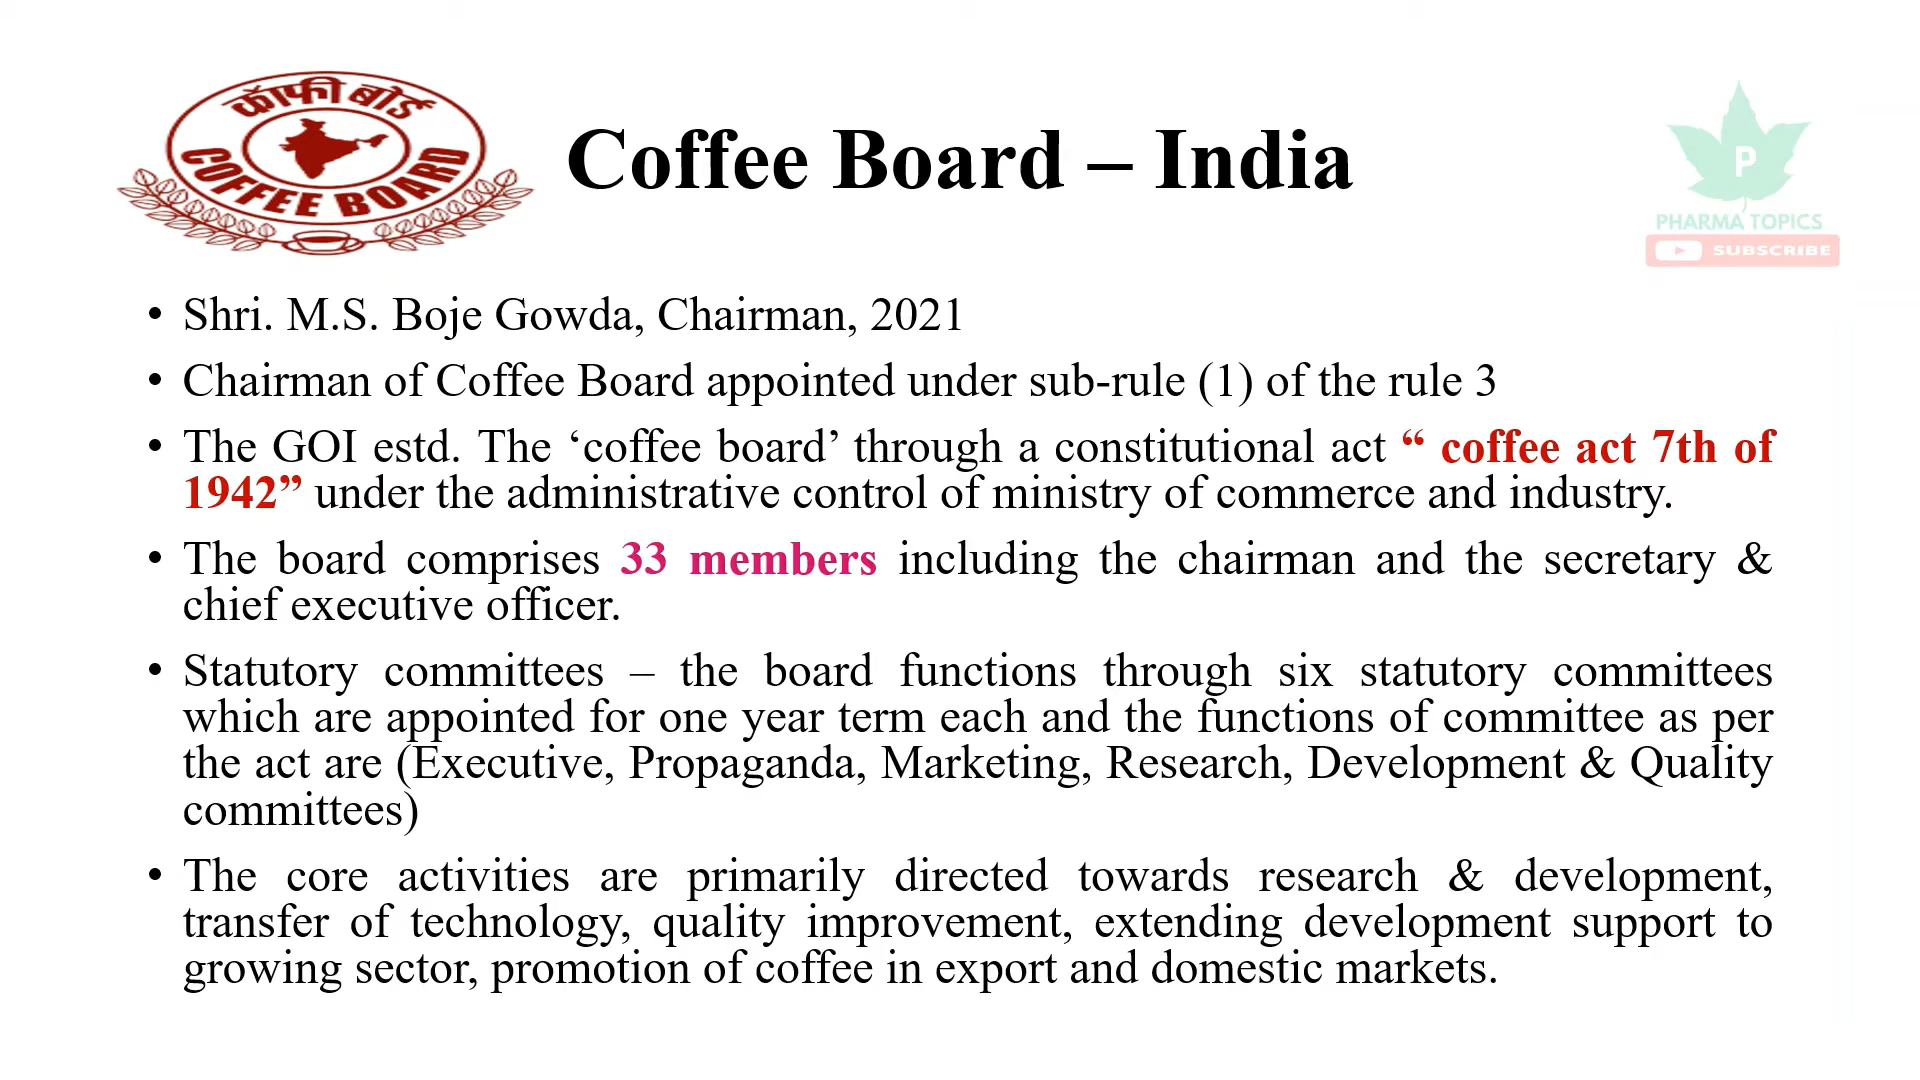 कॉफी बोर्ड
COFFEE BOARD
Coffee Board – India
P
PHARMA TOPICS
SUBSCRIBE
• Shri. M.S. Boje Gowda, Chairman, 2021
• Chairman of Coffee Board appointed under sub-rule (1) of the rule 3
• The GOI estd. The ‘coffee board’ through a constitutional act “ coffee act 7th of
1942” under the administrative control of ministry of commerce and industry.
• The board comprises 33 members including the chairman and the secretary &
chief executive officer.
• Statutory committees – the board functions through six statutory committees
which are appointed for one year term each and the functions of committee as per
the act are (Executive, Propaganda, Marketing, Research, Development & Quality
committees)
• The core activities are primarily directed towards research & development,
transfer of technology, quality improvement, extending development support to
growing sector, promotion of coffee in export and domestic markets.